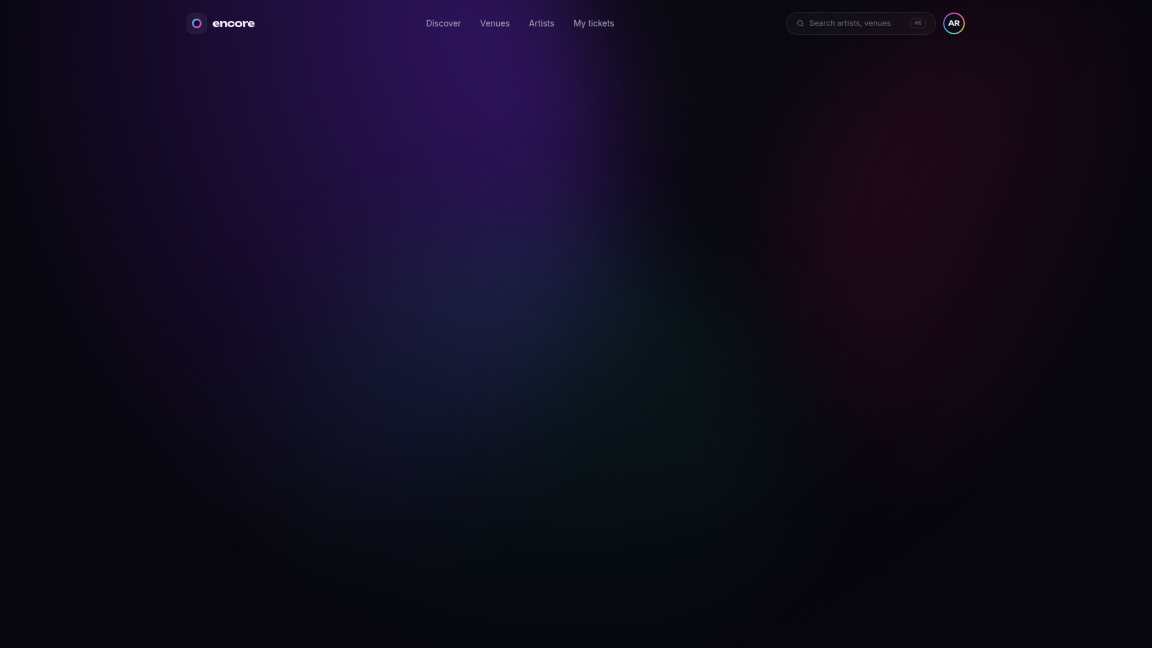 encore
Discover
Venues
Artists
My tickets
Search artists, venues
AR